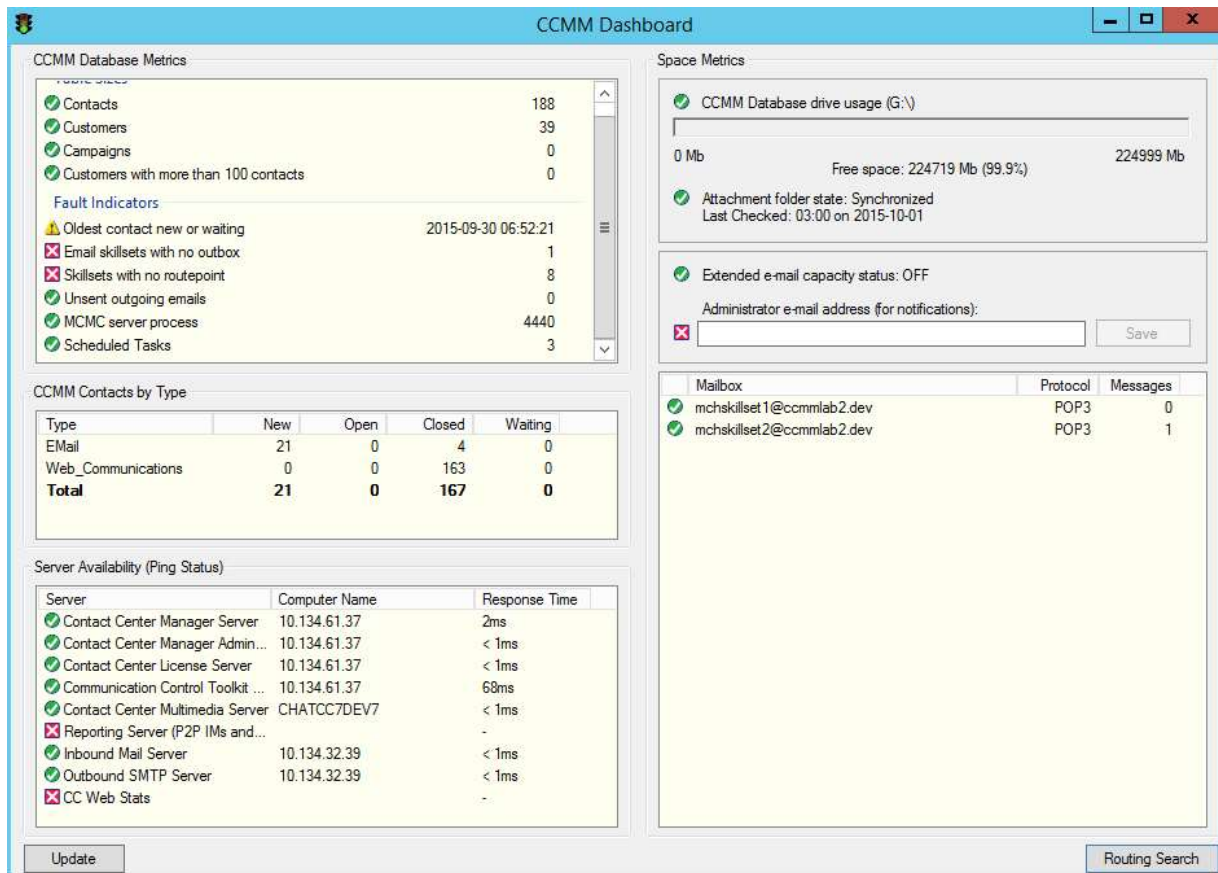 CCMM Dashboard
CCMM Database Metrics
Table Sizes
Contacts 188
Customers 39
Campaigns 0
Customers with more than 100 contacts 0
Fault Indicators
Oldest contact new or waiting 2015-09-30 06:52:21
Email skillsets with no outbox 1
Skillsets with no routepoint 8
Unsent outgoing emails 0
MCMC server process 4440
Scheduled Tasks 3
CCMM Contacts by Type
Type New Open Closed Waiting
EMail 21 0 4 0
Web_Communications 0 0 163 0
Total 21 0 167 0
Server Availability (Ping Status)
Server Computer Name Response Time
Contact Center Manager Server 10.134.61.37 2ms
Contact Center Manager Admin... 10.134.61.37 < 1ms
Contact Center License Server 10.134.61.37 < 1ms
Communication Control Toolkit ... 10.134.61.37 68ms
Contact Center Multimedia Server CHATCC7DEV7 < 1ms
Reporting Server (P2P IMs and... -
Inbound Mail Server 10.134.32.39 < 1ms
Outbound SMTP Server 10.134.32.39 < 1ms
CC Web Stats -
Update
Space Metrics
CCMM Database drive usage (G:\)
0 Mb 224999 Mb
Free space: 224719 Mb (99.9%)
Attachment folder state: Synchronized
Last Checked: 03:00 on 2015-10-01
Extended e-mail capacity status: OFF
Administrator e-mail address (for notifications):
Save
Mailbox Protocol Messages
mchskillset1@ccmmlab2.dev POP3 0
mchskillset2@ccmmlab2.dev POP3 1
Routing Search